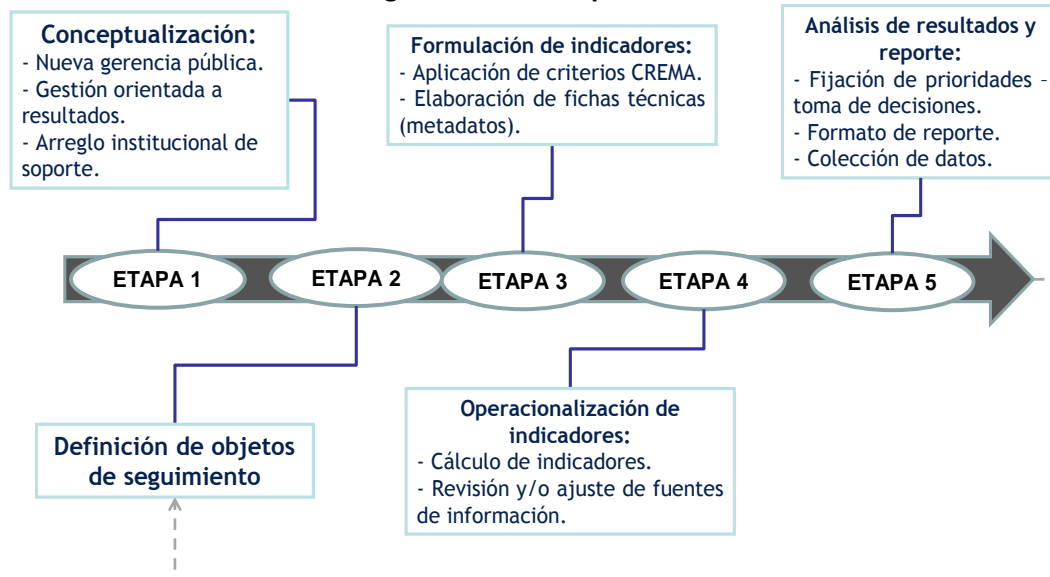 Conceptualización:
- Nueva gerencia pública.
- Gestión orientada a
resultados.
- Arreglo institucional de
soporte.
Formulación de indicadores:
- Aplicación de criterios CREMA.
- Elaboración de fichas técnicas
(metadatos).
Análisis de resultados y
reporte:
- Fijación de prioridades –
toma de decisiones.
- Formato de reporte.
- Colección de datos.
ETAPA 1
ETAPA 2
ETAPA 3
ETAPA 4
ETAPA 5
Definición de objetos
de seguimiento
Operacionalización de
indicadores:
- Cálculo de indicadores.
- Revisión y/o ajuste de fuentes
de información.